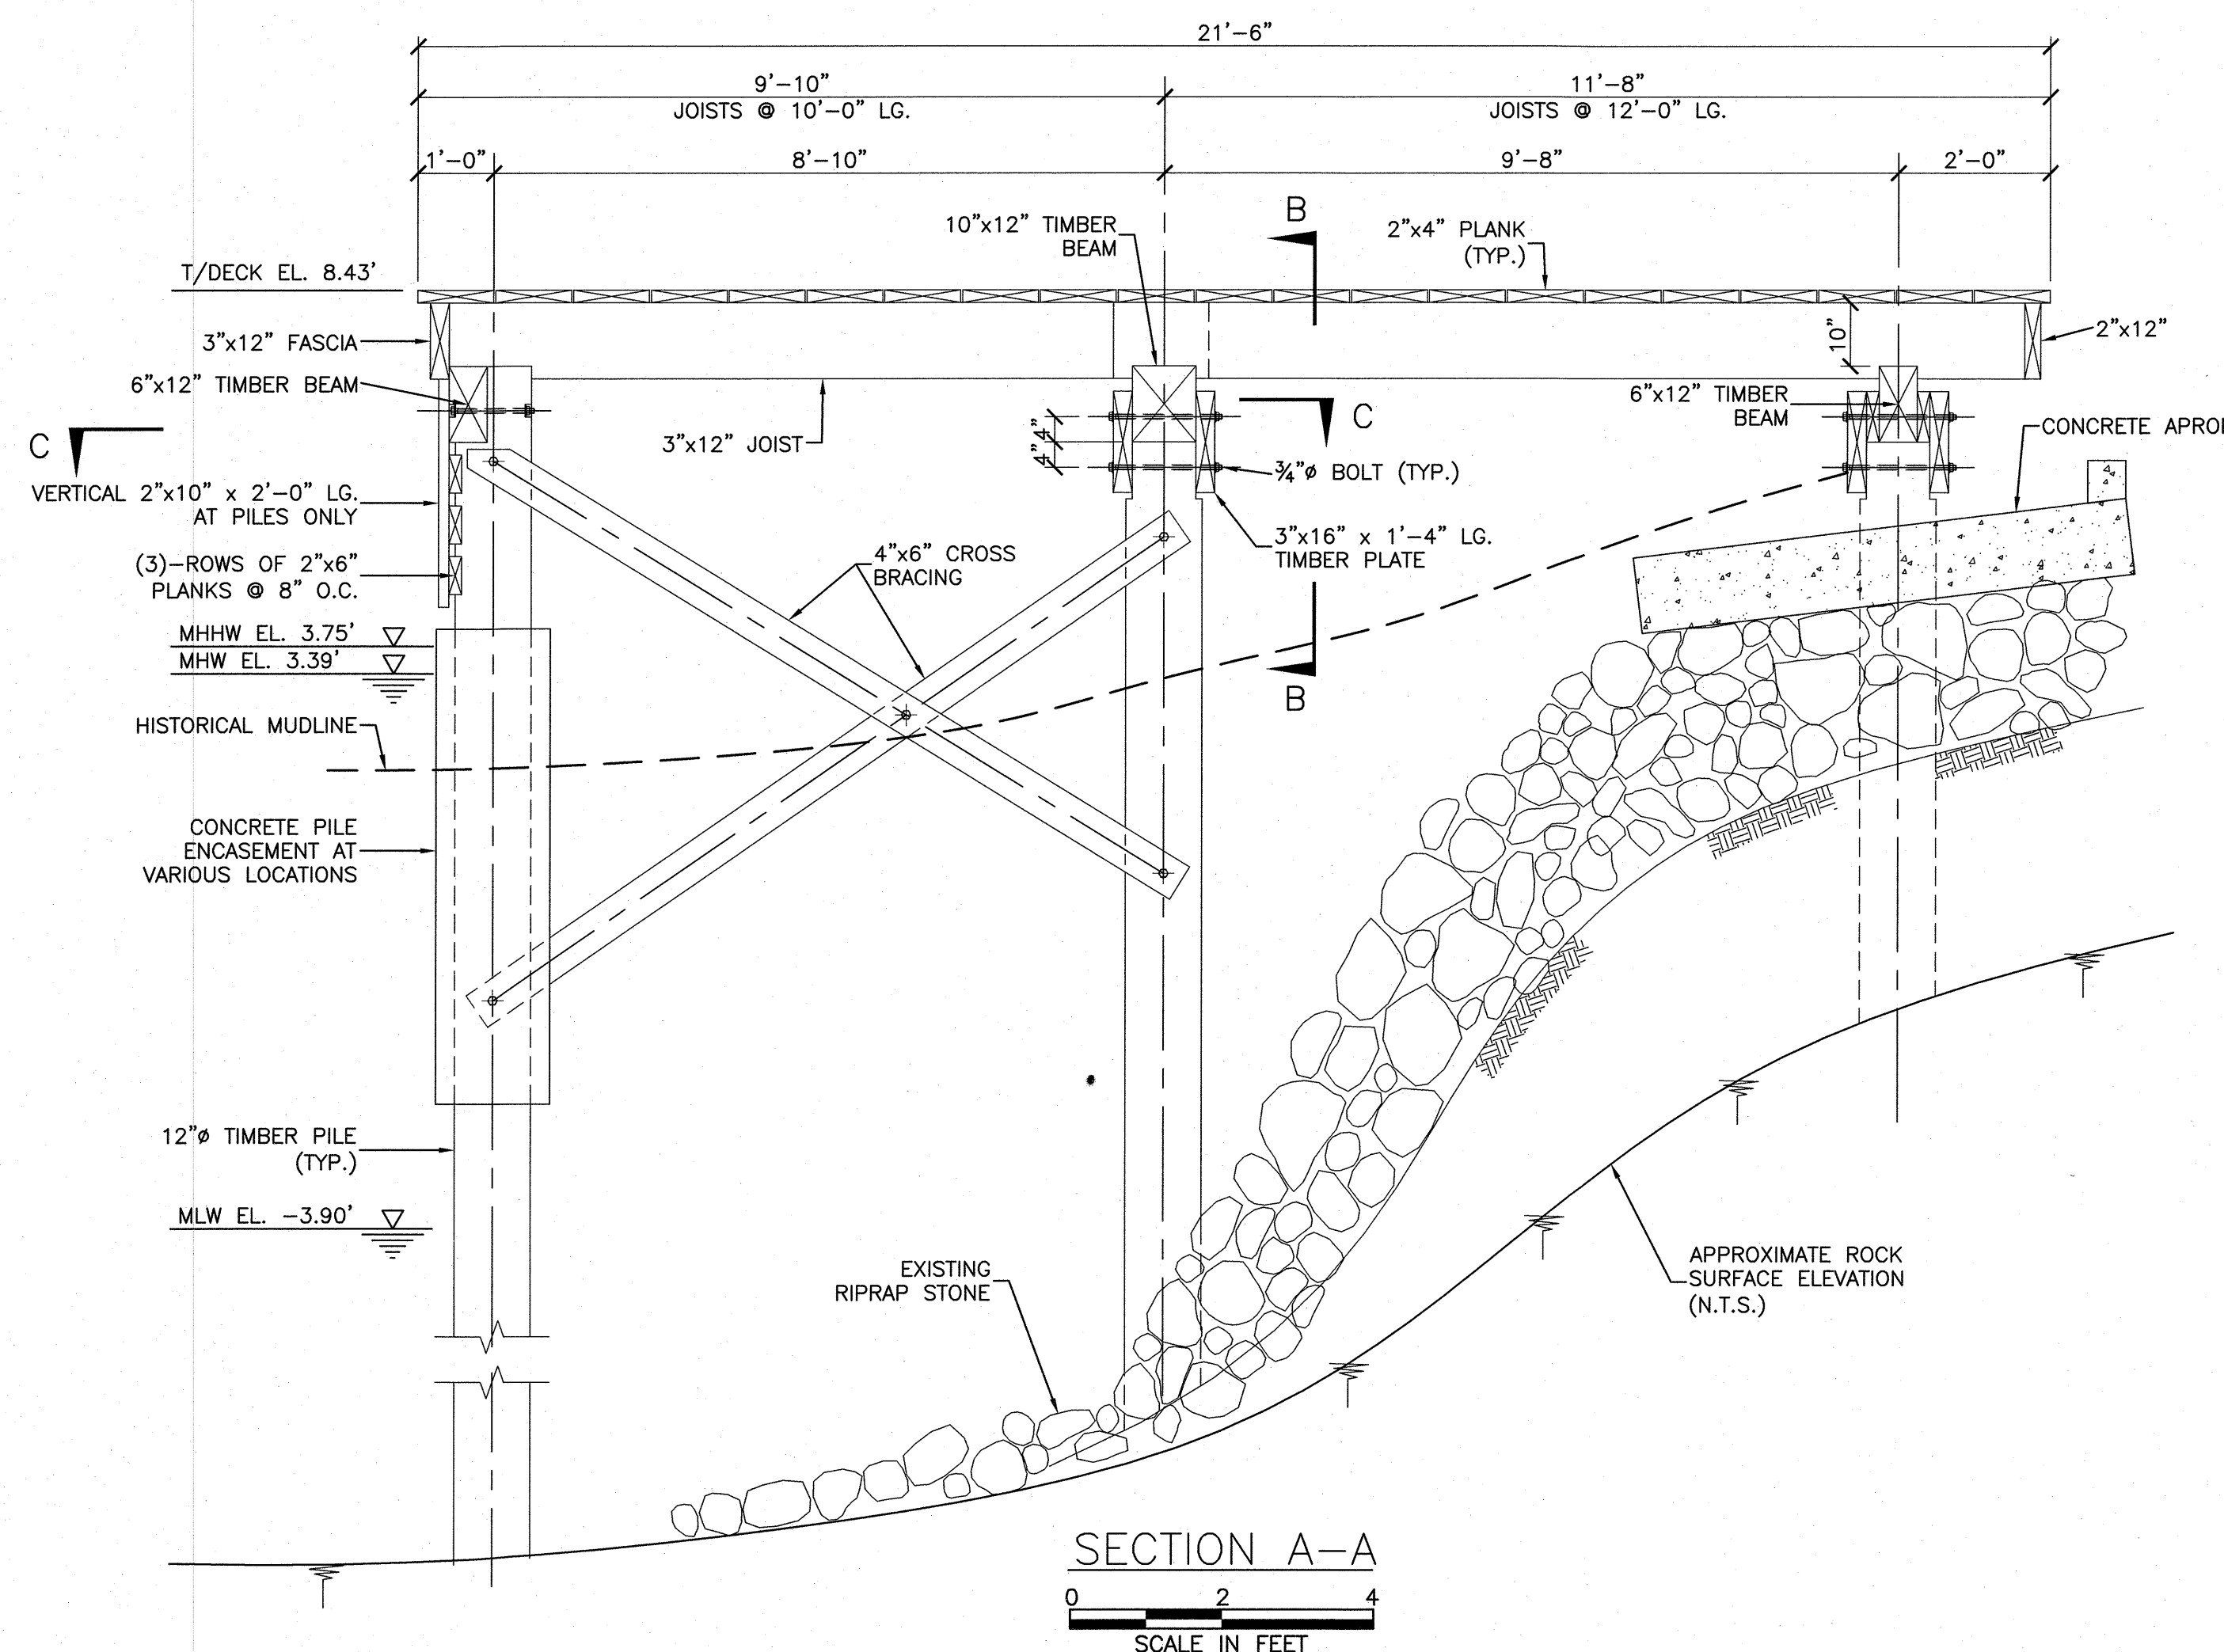 21'-6"
9'-10"
JOISTS @ 10'-0" LG.
11'-8"
JOISTS @ 12'-0" LG.
1'-0"
8'-10"
9'-8"
2'-0"
10"x12" TIMBER
BEAM
B
2"x4" PLANK
(TYP.)
T/DECK EL. 8.43'
3"x12" FASCIA
10"
2"x12"
6"x12" TIMBER BEAM
6"x12" TIMBER
BEAM
C
C
3"x12" JOIST
4"
4"
CONCRETE APRO
¾"ø BOLT (TYP.)
VERTICAL 2"x10" x 2'-0" LG.
AT PILES ONLY
3"x16" x 1'-4" LG.
TIMBER PLATE
4"x6" CROSS
BRACING
(3)-ROWS OF 2"x6"
PLANKS @ 8" O.C.
MHHW EL. 3.75'
MHW EL. 3.39'
B
HISTORICAL MUDLINE
CONCRETE PILE
ENCASEMENT AT
VARIOUS LOCATIONS
12"ø TIMBER PILE
(TYP.)
MLW EL. -3.90'
EXISTING
RIPRAP STONE
APPROXIMATE ROCK
SURFACE ELEVATION
(N.T.S.)
SECTION A-A
0 2 4
SCALE IN FEET